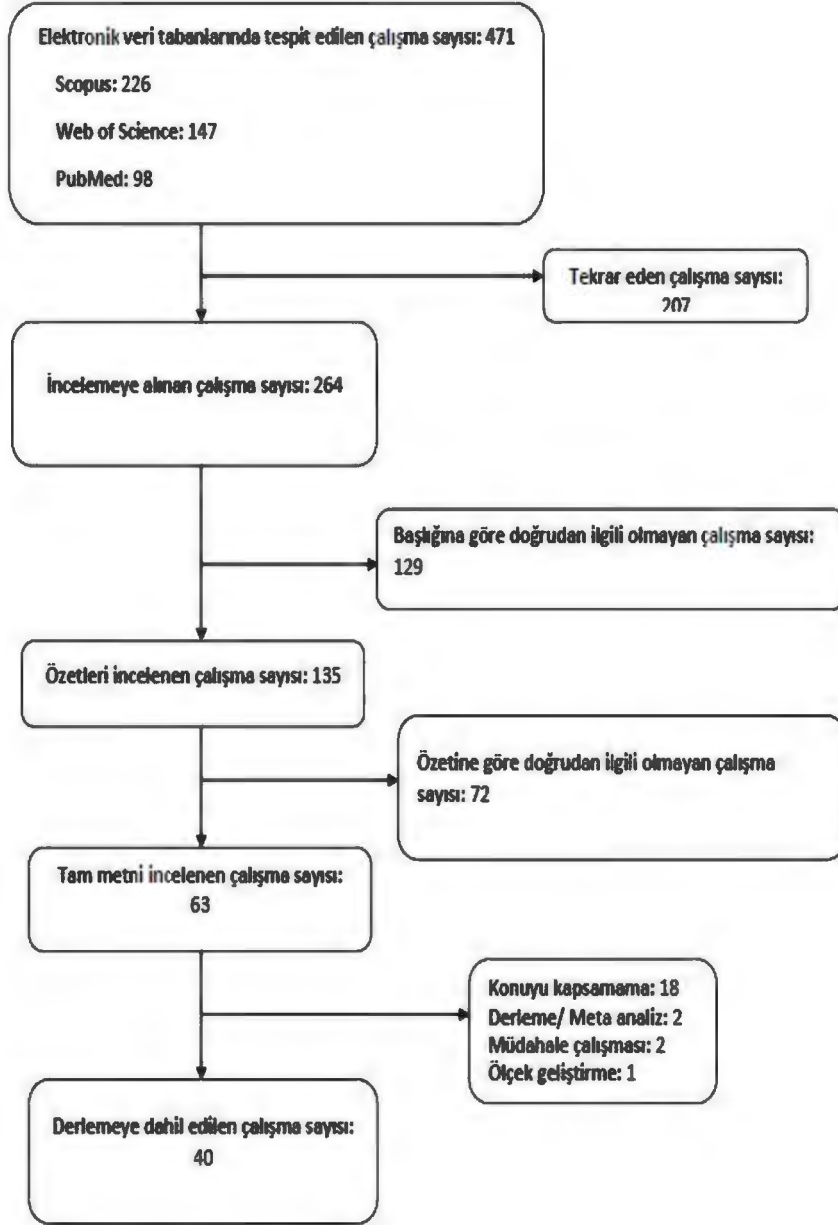 Elektronik veri tabanlarında tespit edilen çalışma sayısı: 471
Scopus: 226
Web of Science: 147
PubMed: 98
Tekrar eden çalışma sayısı:
207
İncelemeye alınan çalışma sayısı: 264
Başlığına göre doğrudan ilgili olmayan çalışma sayısı:
129
Özetleri incelenen çalışma sayısı: 135
Özetine göre doğrudan ilgili olmayan çalışma
sayısı: 72
Tam metni incelenen çalışma sayısı:
63
Konuyu kapsamama: 18
Derleme/ Meta analiz: 2
Müdahale çalışması: 2
Ölçek geliştirme: 1
Derlemeye dahil edilen çalışma sayısı:
40